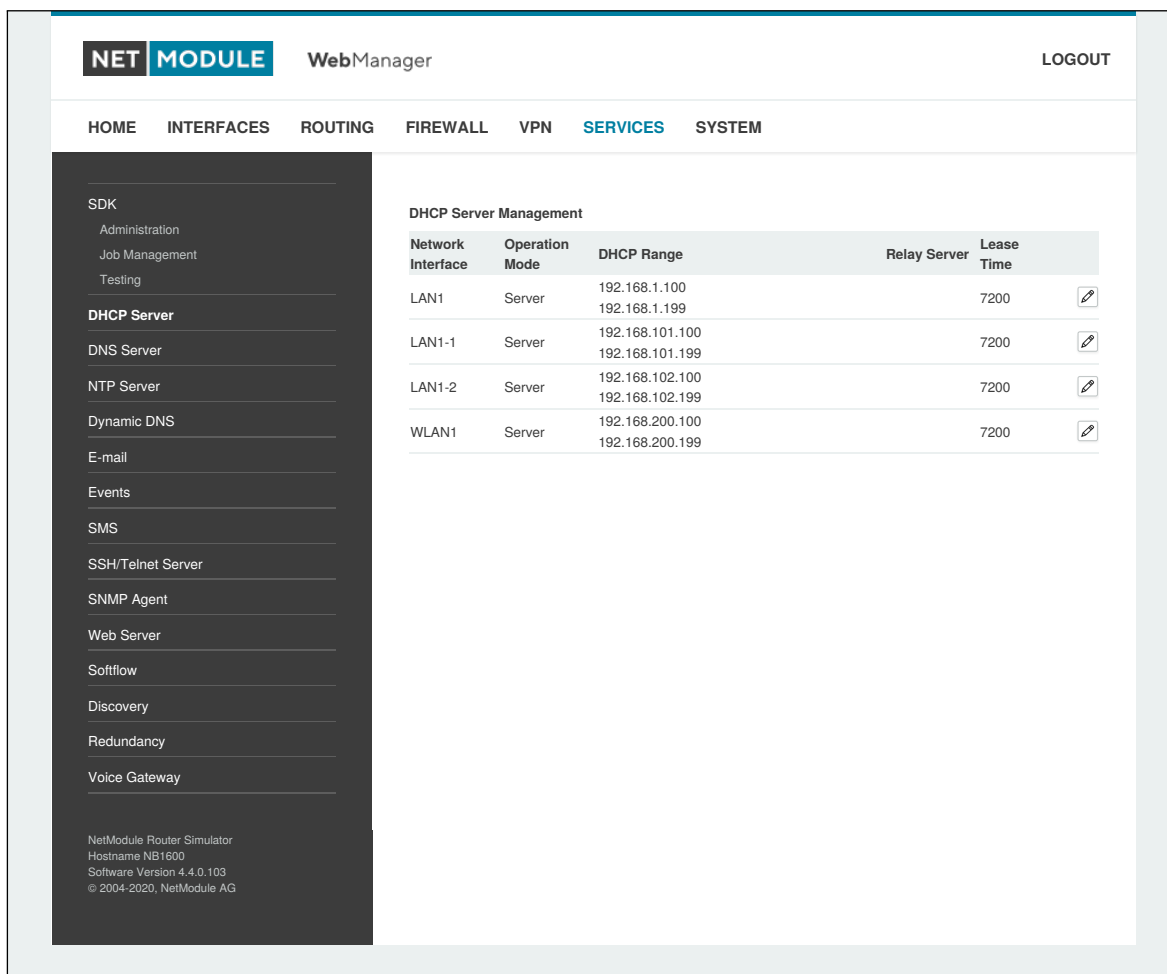 NET MODULE WebManager LOGOUT
HOME INTERFACES ROUTING FIREWALL VPN SERVICES SYSTEM
SDK
Administration
Job Management
Testing
DHCP Server
DNS Server
NTP Server
Dynamic DNS
E-mail
Events
SMS
SSH/Telnet Server
SNMP Agent
Web Server
Softflow
Discovery
Redundancy
Voice Gateway
NetModule Router Simulator
Hostname NB1600
Software Version 4.4.0.103
© 2004-2020, NetModule AG
DHCP Server Management
Network Interface Operation Mode DHCP Range Relay Server Lease Time
LAN1 Server 192.168.1.100 7200
192.168.1.199
LAN1-1 Server 192.168.101.100 7200
192.168.101.199
LAN1-2 Server 192.168.102.100 7200
192.168.102.199
WLAN1 Server 192.168.200.100 7200
192.168.200.199